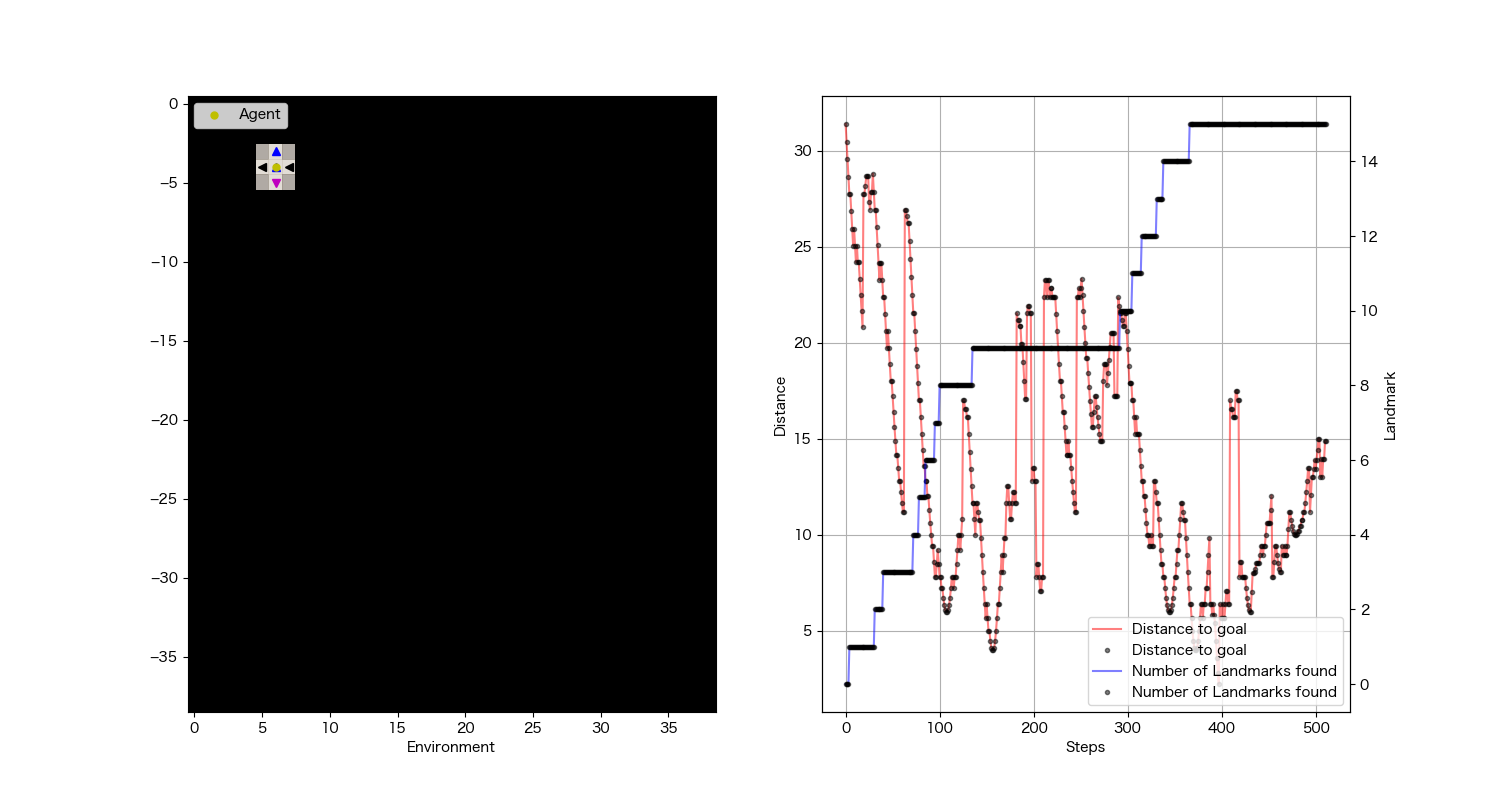 0
−5
−10
−15
−20
−25
−30
−35
Agent
0 5 10 15 20 25 30 35
Environment
30
25
20
15
10
5
Distance
14
12
10
8
6
4
2
0
Landmark
Distance to goal
Distance to goal
Number of Landmarks found
Number of Landmarks found
0 100 200 300 400 500
Steps